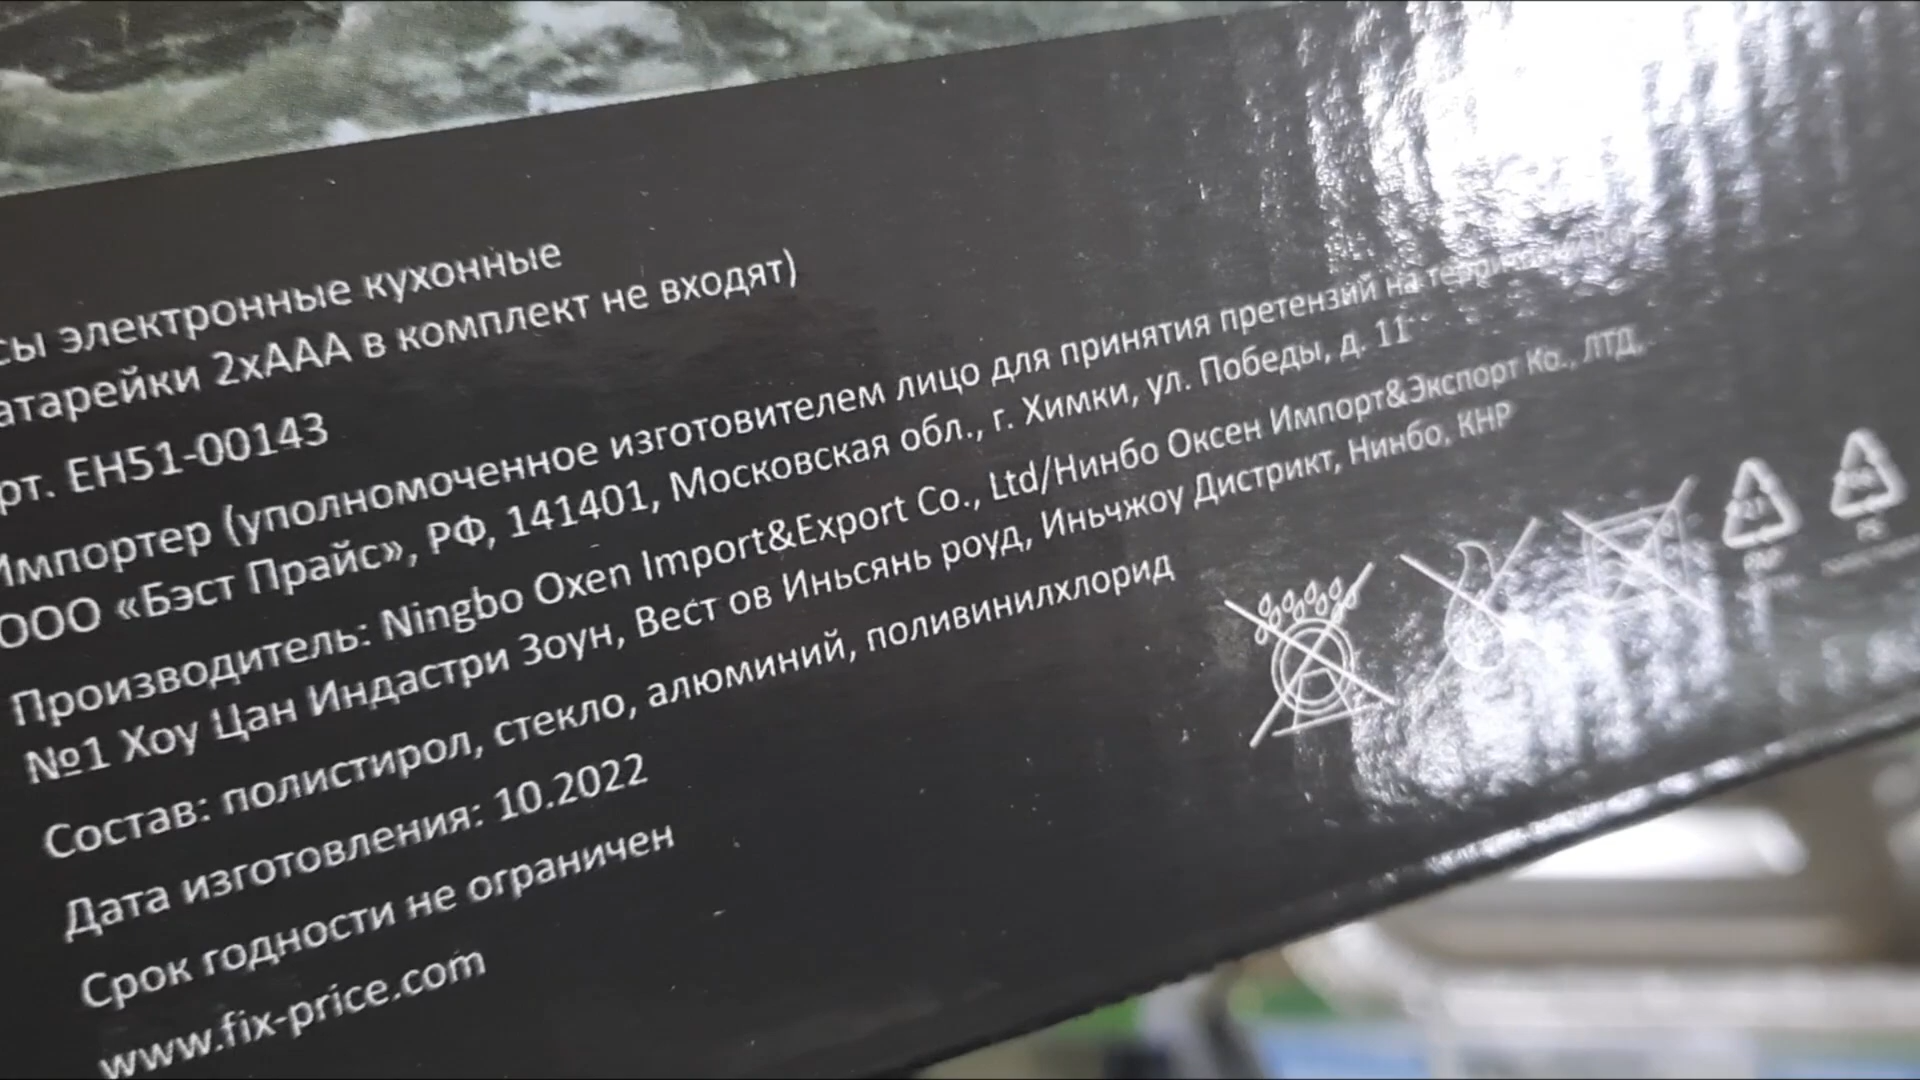 сы электронные кухонные
атарейки 2хААА в комплект не входят)
рт. EH51-00143
Импортер (уполномоченное изготовителем лицо для принятия претензий на
ООО «Бэст Прайс», РФ, 141401, Московская обл., г. Химки, ул. Победы, д. 11
Производитель: Ningbo Oxen Import&Export Co., Ltd/Нинбо Оксен Импорт&Экспорт Ко., ЛТД,
№1 Хоу Цан Индастри Зоун, Вест ов Иньсянь роуд, Иньчжоу Дистрикт, Нинбо, КНР
Состав: полистирол, стекло, алюминий, поливинилхлорид
Дата изготовления: 10.2022
Срок годности не ограничен
www.fix-price.com